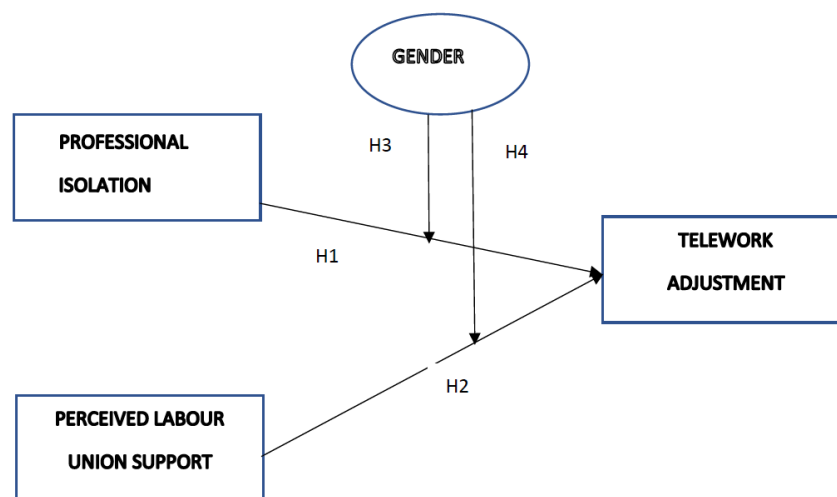 GENDER
PROFESSIONAL
ISOLATION
H3
H4
H1
TELEWORK
ADJUSTMENT
H2
PERCEIVED LABOUR
UNION SUPPORT